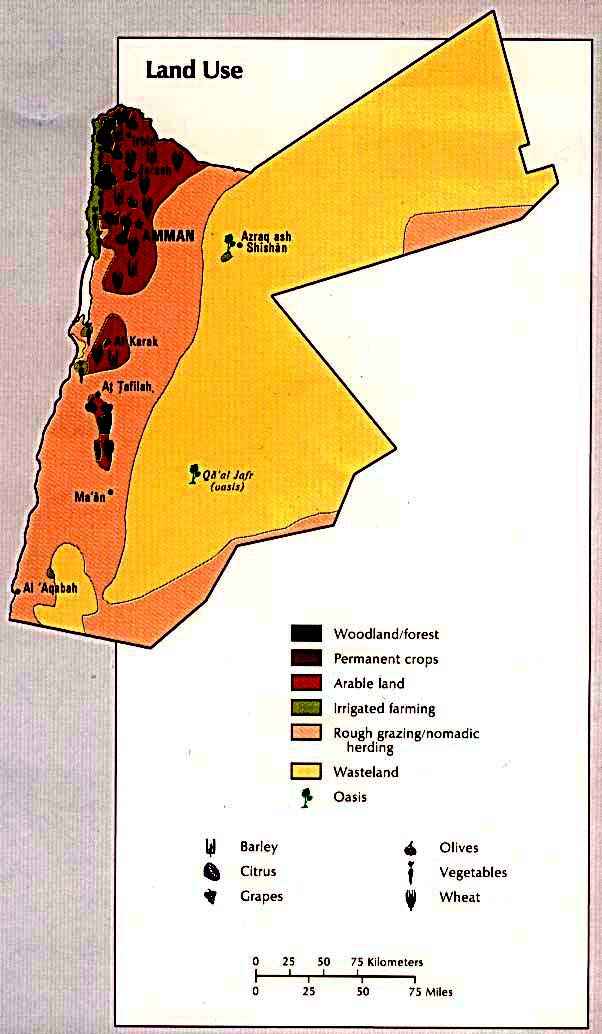 Land Use
Irbid
Jarash
AMMAN
Azraq ash
Shīshān
Al Karak
Aţ Ţafīlah
Qā'al Jafr
(oasis)
Ma'ān
Al 'Aqabah
Woodland/forest
Permanent crops
Arable land
Irrigated farming
Rough grazing/nomadic
herding
Wasteland
Oasis
Barley
Citrus
Grapes
Olives
Vegetables
Wheat
0 25 50 75 Kilometers
0 25 50 75 Miles